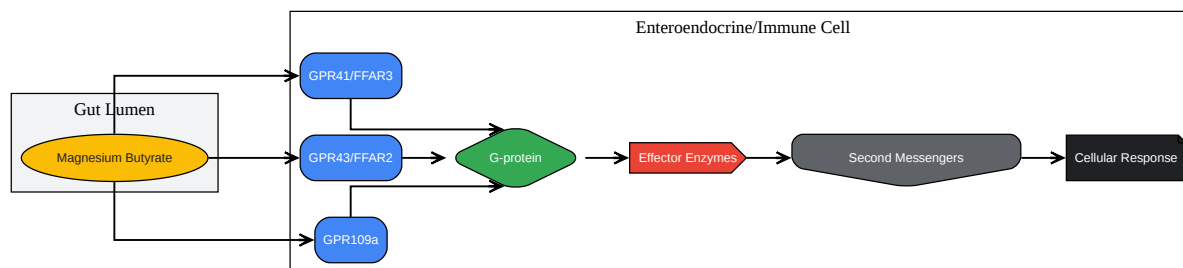 Enteroendocrine/Immune Cell
GPR41/FFAR3
Gut Lumen
Magnesium Butyrate
GPR43/FFAR2
G-protein
Effector Enzymes
Second Messengers
Cellular Response
GPR109a